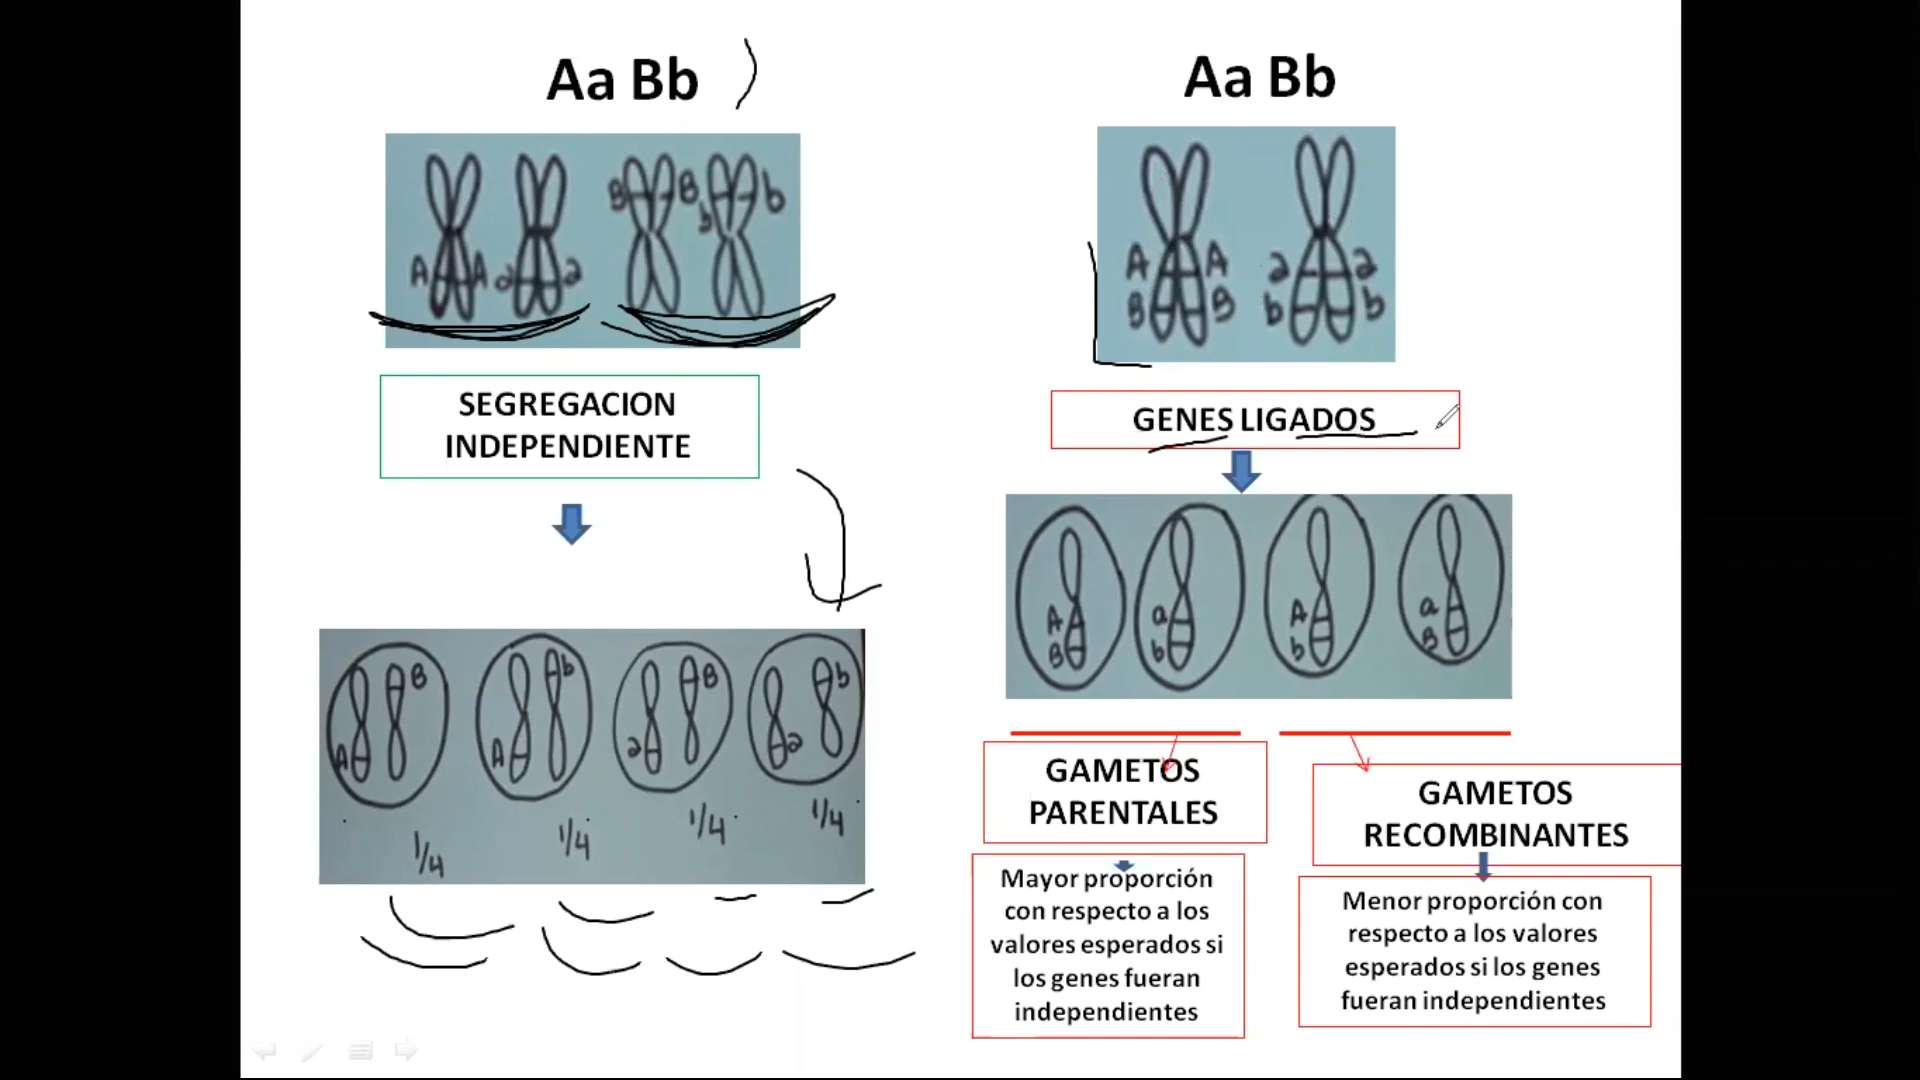 Aa Bb
A A a a B B b b
SEGREGACION
INDEPENDIENTE
A B A b a B a b
1/4 1/4 1/4 1/4
Aa Bb
A A a a
B B b b
GENES LIGADOS
A a A a
B b b B
GAMETOS
PARENTALES
Mayor proporción
con respecto a los
valores esperados si
los genes fueran
independientes
GAMETOS
RECOMBINANTES
Menor proporción con
respecto a los valores
esperados si los genes
fueran independientes